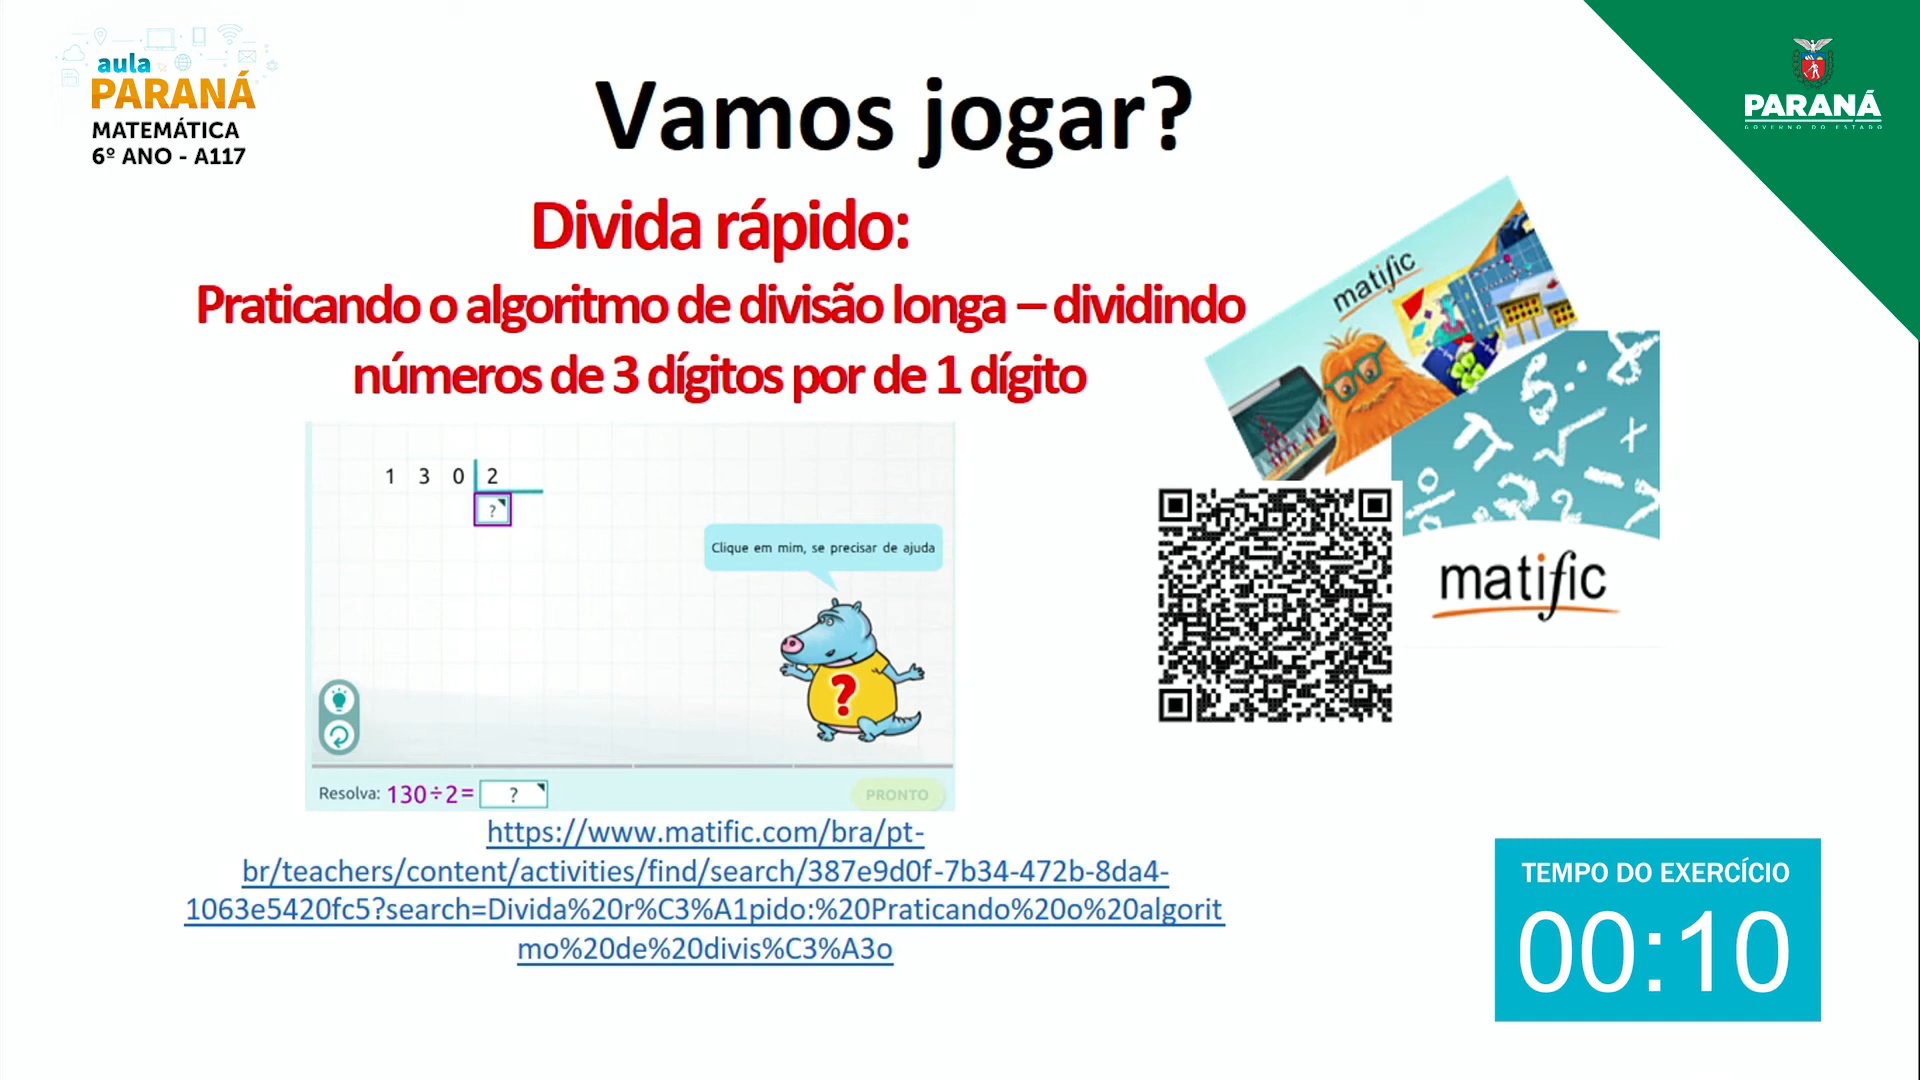 aula
PARANÁ
MATEMÁTICA
6º ANO - A117
Vamos jogar?
PARANÁ
GOVERNO DO ESTADO
Divida rápido:
Praticando o algoritmo de divisão longa – dividindo
números de 3 dígitos por de 1 dígito
matific
1 3 0 2
?
Clique em mim, se precisar de ajuda
?
matific
Resolva: 130÷2= ?
PRONTO
https://www.matific.com/bra/pt-
br/teachers/content/activities/find/search/387e9d0f-7b34-472b-8da4-
1063e5420fc5?search=Divida%20r%C3%A1pido:%20Praticando%20o%20algorit
mo%20de%20divis%C3%A3o
TEMPO DO EXERCÍCIO
00:10